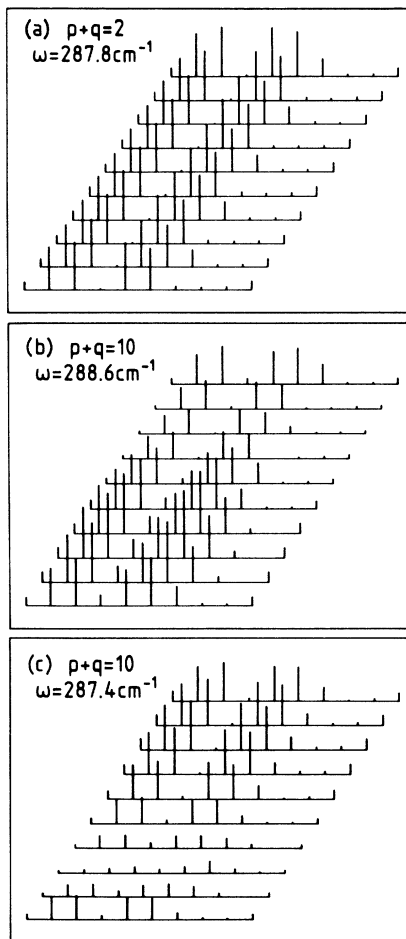 (a) p+q=2
ω=287.8cm⁻¹
(b) p+q=10
ω=288.6cm⁻¹
(c) p+q=10
ω=287.4cm⁻¹